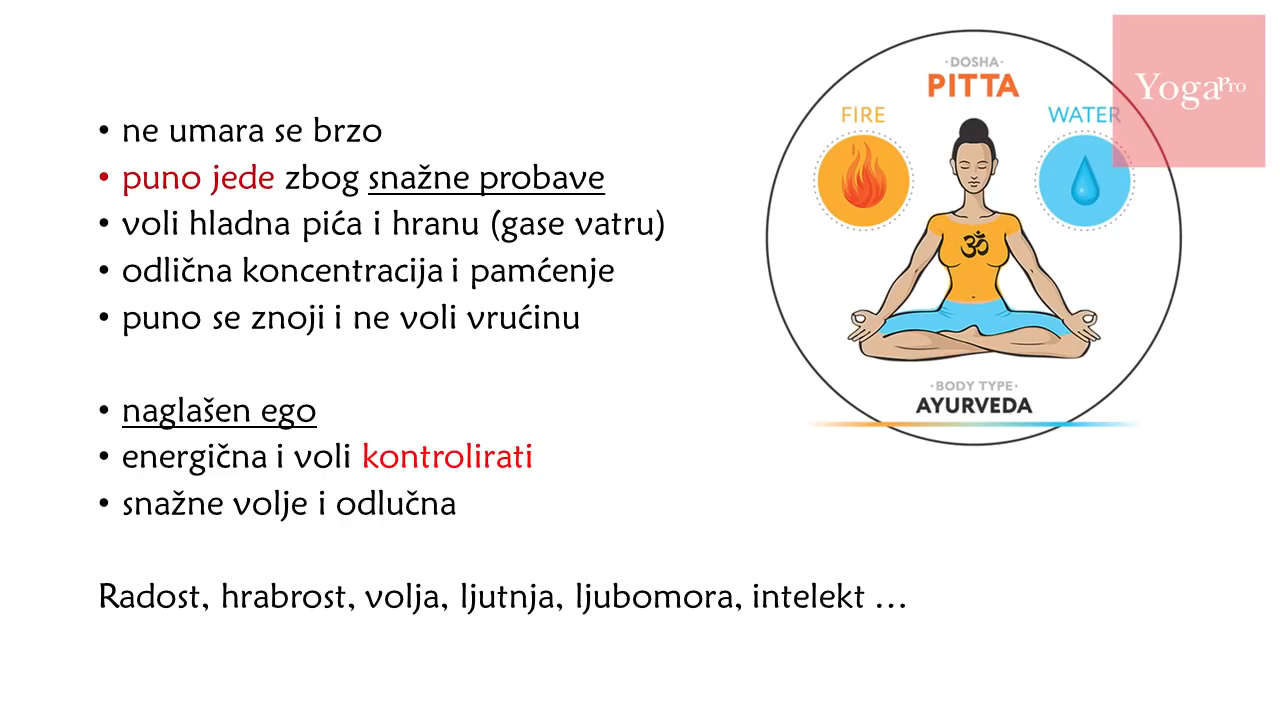 • ne umara se brzo
• puno jede zbog snažne probave
• voli hladna pića i hranu (gase vatru)
• odlična koncentracija i pamćenje
• puno se znoji i ne voli vrućinu
• naglašen ego
• energična i voli kontrolirati
• snažne volje i odlučna
Radost, hrabrost, volja, ljutnja, ljubomora, intelekt …
·DOSHA·
PITTA
FIRE
WATER
ॐ
·BODY TYPE·
AYURVEDA
YogaPro